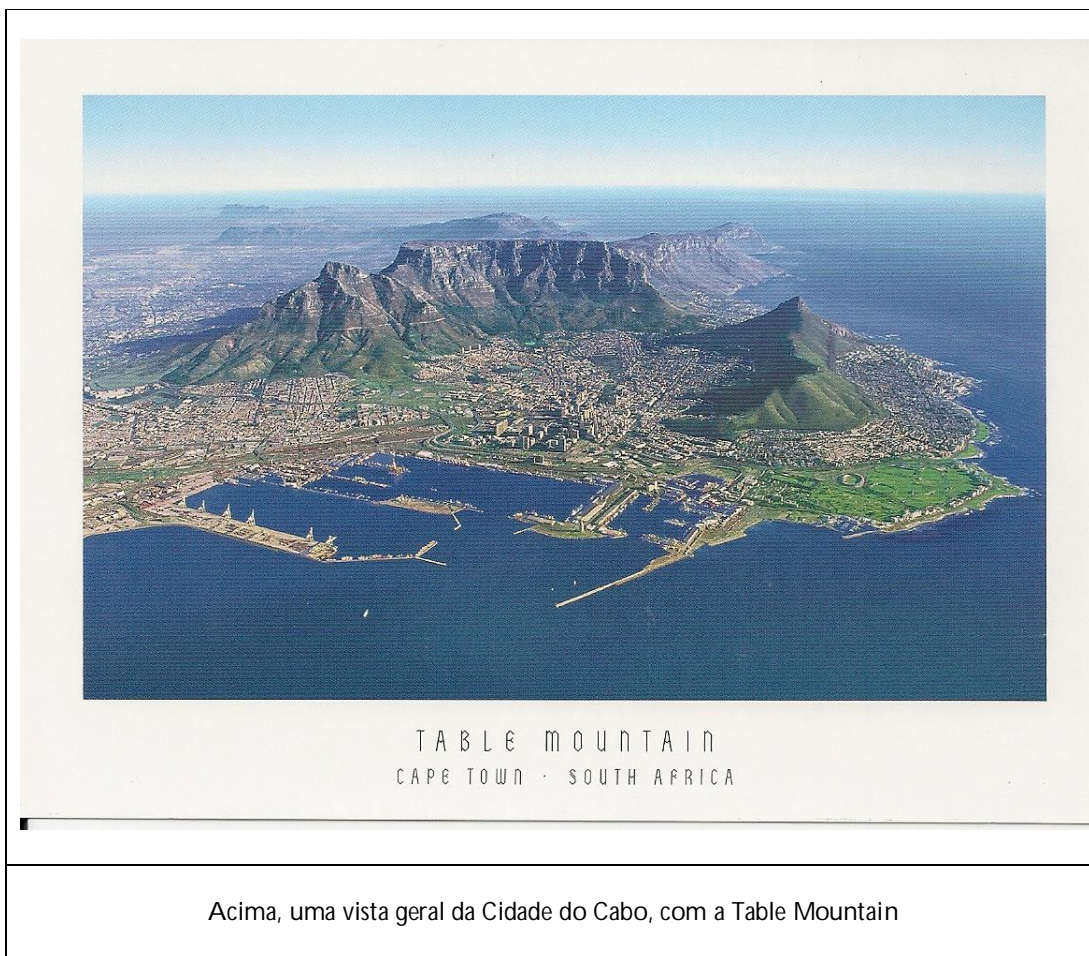 TABLE MOUNTAIN
CAPE TOWN · SOUTH AFRICA
Acima, uma vista geral da Cidade do Cabo, com a Table Mountain